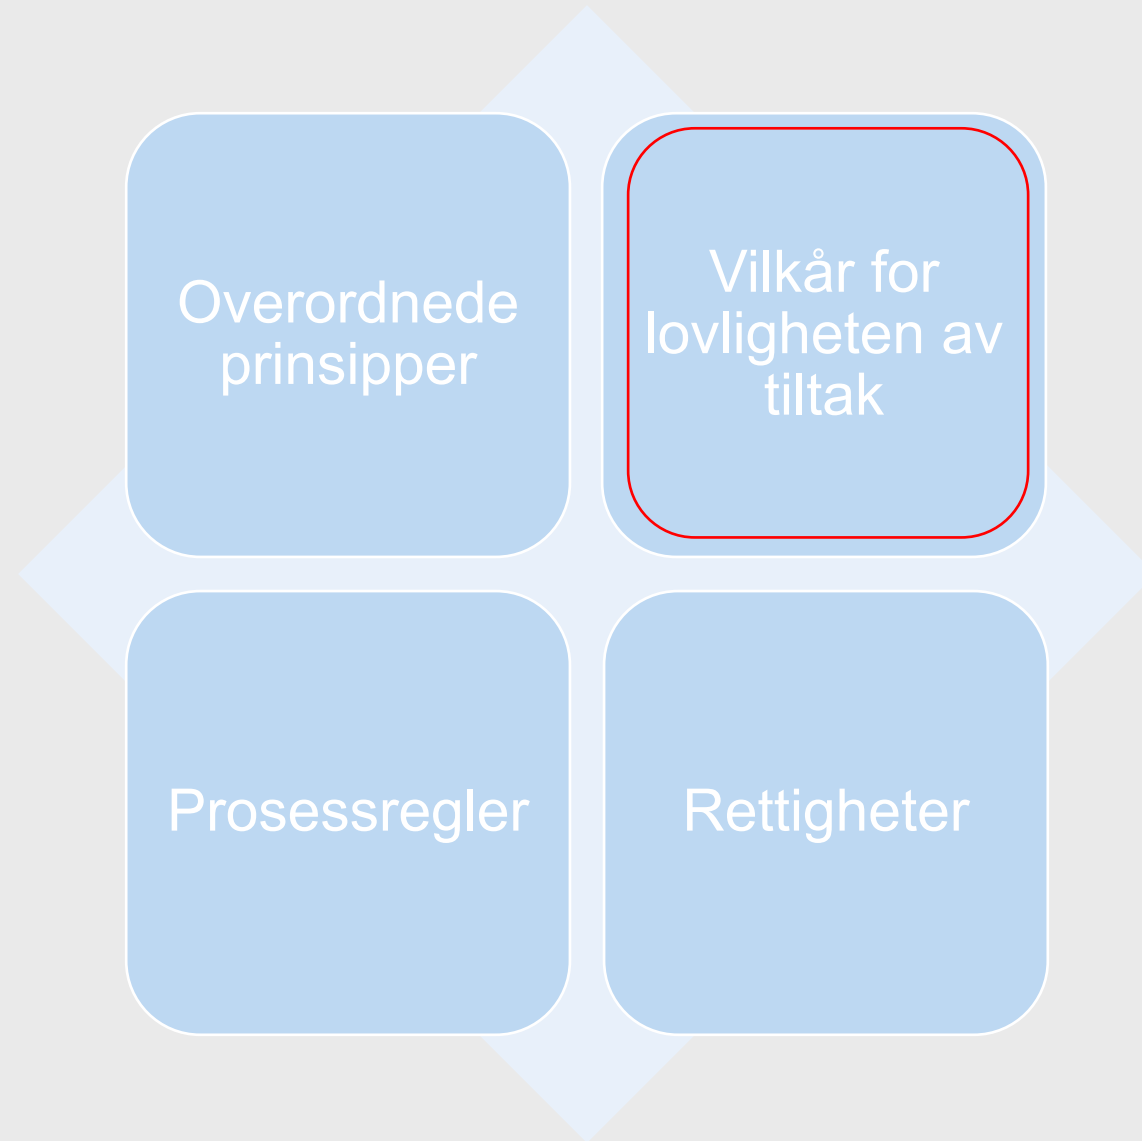 Overordnede
prinsipper
Vilkår for
lovligheten av
tiltak
Prosessregler
Rettigheter